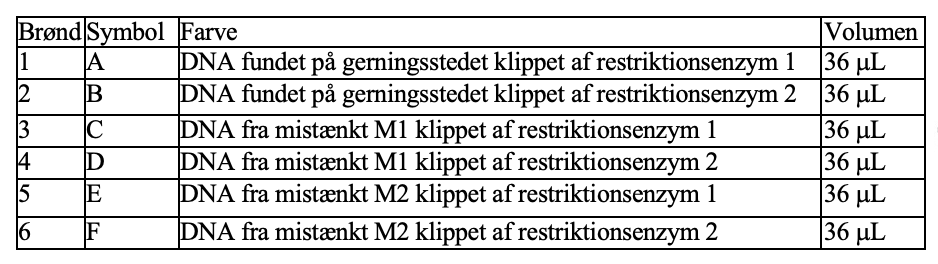 Brønd Symbol Farve Volumen
1 A DNA fundet på gerningsstedet klippet af restriktionsenzym 1 36 µL
2 B DNA fundet på gerningsstedet klippet af restriktionsenzym 2 36 µL
3 C DNA fra mistænkt M1 klippet af restriktionsenzym 1 36 µL
4 D DNA fra mistænkt M1 klippet af restriktionsenzym 2 36 µL
5 E DNA fra mistænkt M2 klippet af restriktionsenzym 1 36 µL
6 F DNA fra mistænkt M2 klippet af restriktionsenzym 2 36 µL